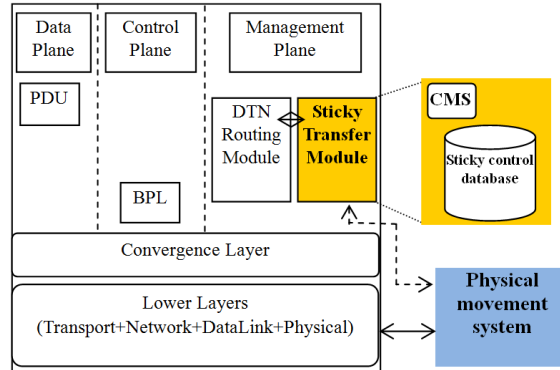 Data
Plane
Control
Plane
Management
Plane
PDU
DTN
Routing
Module
Sticky
Transfer
Module
CMS
Sticky control
database
BPL
Convergence Layer
Lower Layers
(Transport+Network+DataLink+Physical)
Physical
movement
system